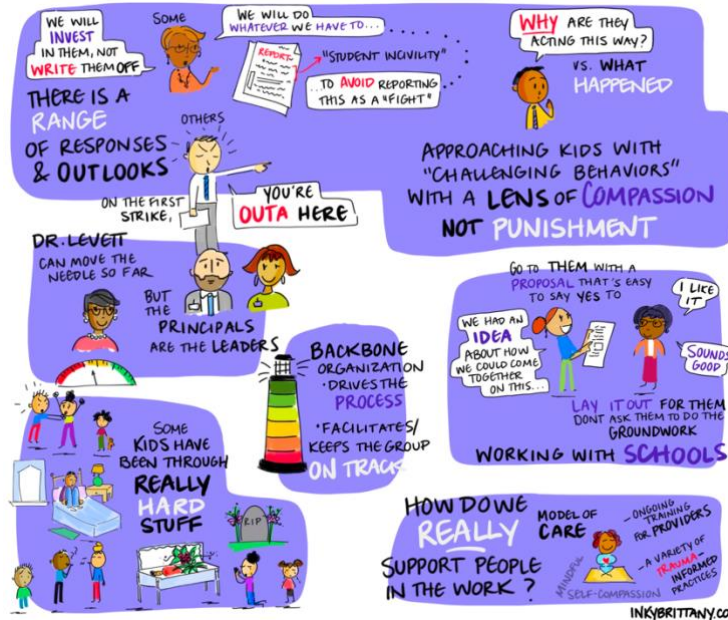 WE WILL
INVEST
IN THEM, NOT
WRITE THEM OFF
SOME
WE WILL DO
WHATEVER WE HAVE TO...
REPORT
"STUDENT INCIVILITY"
...TO AVOID REPORTING
THIS AS A "FIGHT"
THERE IS A
RANGE
OF RESPONSES
& OUTLOOKS
OTHERS
ON THE FIRST
STRIKE,
YOU'RE
OUTA HERE
WHY ARE THEY
ACTING THIS WAY?
VS. WHAT
HAPPENED
APPROACHING KIDS WITH
"CHALLENGING BEHAVIORS"
WITH A LENS OF COMPASSION
NOT PUNISHMENT
DR. LEVETT
CAN MOVE THE
NEEDLE SO FAR
BUT
THE
PRINCIPALS
ARE THE LEADERS
BACKBONE
ORGANIZATION
• DRIVES THE
PROCESS
• FACILITATES/
KEEPS THE GROUP
ON TRACK
GO TO THEM WITH A
PROPOSAL THAT'S EASY
TO SAY YES TO
WE HAD AN
IDEA
ABOUT HOW
WE COULD COME
TOGETHER
ON THIS...
I LIKE
IT
SOUNDS
GOOD
LAY IT OUT FOR THEM
DONT ASK THEM TO DO THE
GROUNDWORK
WORKING WITH SCHOOLS
SOME
KIDS HAVE
BEEN THROUGH
REALLY
HARD
STUFF
RIP
HOW DO WE
REALLY
SUPPORT PEOPLE
IN THE WORK?
MODEL OF
CARE
MINDFUL
SELF-COMPASSION
— ONGOING
TRAINING
FOR PROVIDERS
— A VARIETY OF
TRAUMA-
INFORMED
PRACTICES
INKYBRITTANY.CO